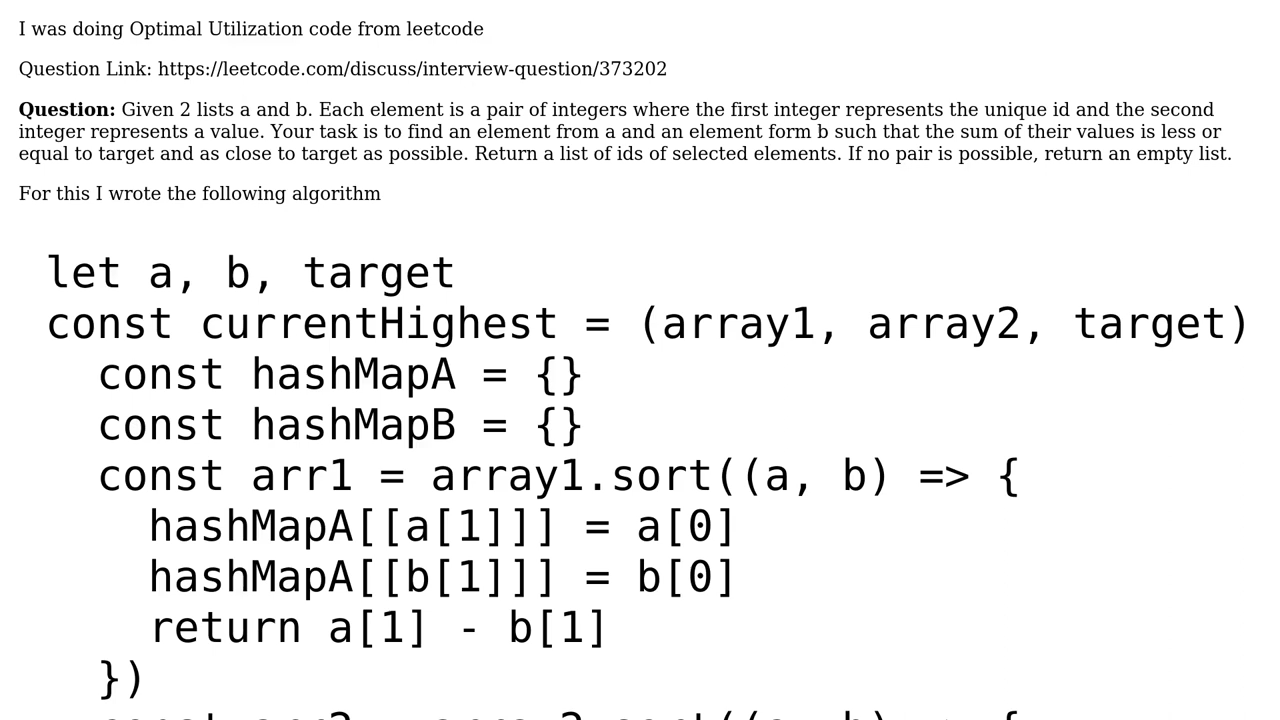 I was doing Optimal Utilization code from leetcode
Question Link: https://leetcode.com/discuss/interview-question/373202
Question: Given 2 lists a and b. Each element is a pair of integers where the first integer represents the unique id and the second
integer represents a value. Your task is to find an element from a and an element form b such that the sum of their values is less or
equal to target and as close to target as possible. Return a list of ids of selected elements. If no pair is possible, return an empty list.
For this I wrote the following algorithm
let a, b, target
const currentHighest = (array1, array2, target)
const hashMapA = {}
const hashMapB = {}
const arr1 = array1.sort((a, b) => {
hashMapA[[a[1]]] = a[0]
hashMapA[[b[1]]] = b[0]
return a[1] - b[1]
})
const arr2 = array2.sort((a, b) => {